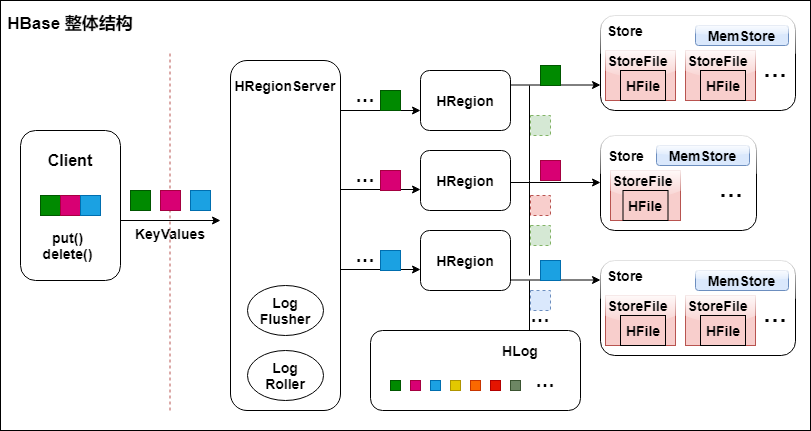 HBase 整体结构
Client
put()
delete()
KeyValues
HRegionServer
Log
Flusher
Log
Roller
...
HRegion
...
HRegion
...
HRegion
...
HLog
...
Store
MemStore
StoreFile
HFile
StoreFile
HFile
...
Store
MemStore
StoreFile
HFile
...
Store
MemStore
StoreFile
HFile
StoreFile
HFile
...